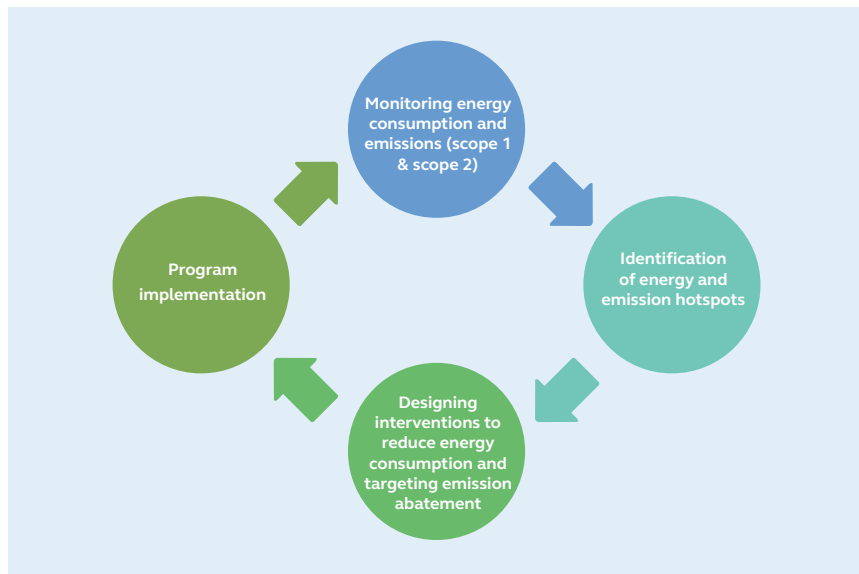 Monitoring energy
consumption and
emissions (scope 1
& scope 2)
Identification
of energy and
emission hotspots
Designing
interventions to
reduce energy
consumption and
targeting emission
abatement
Program
implementation